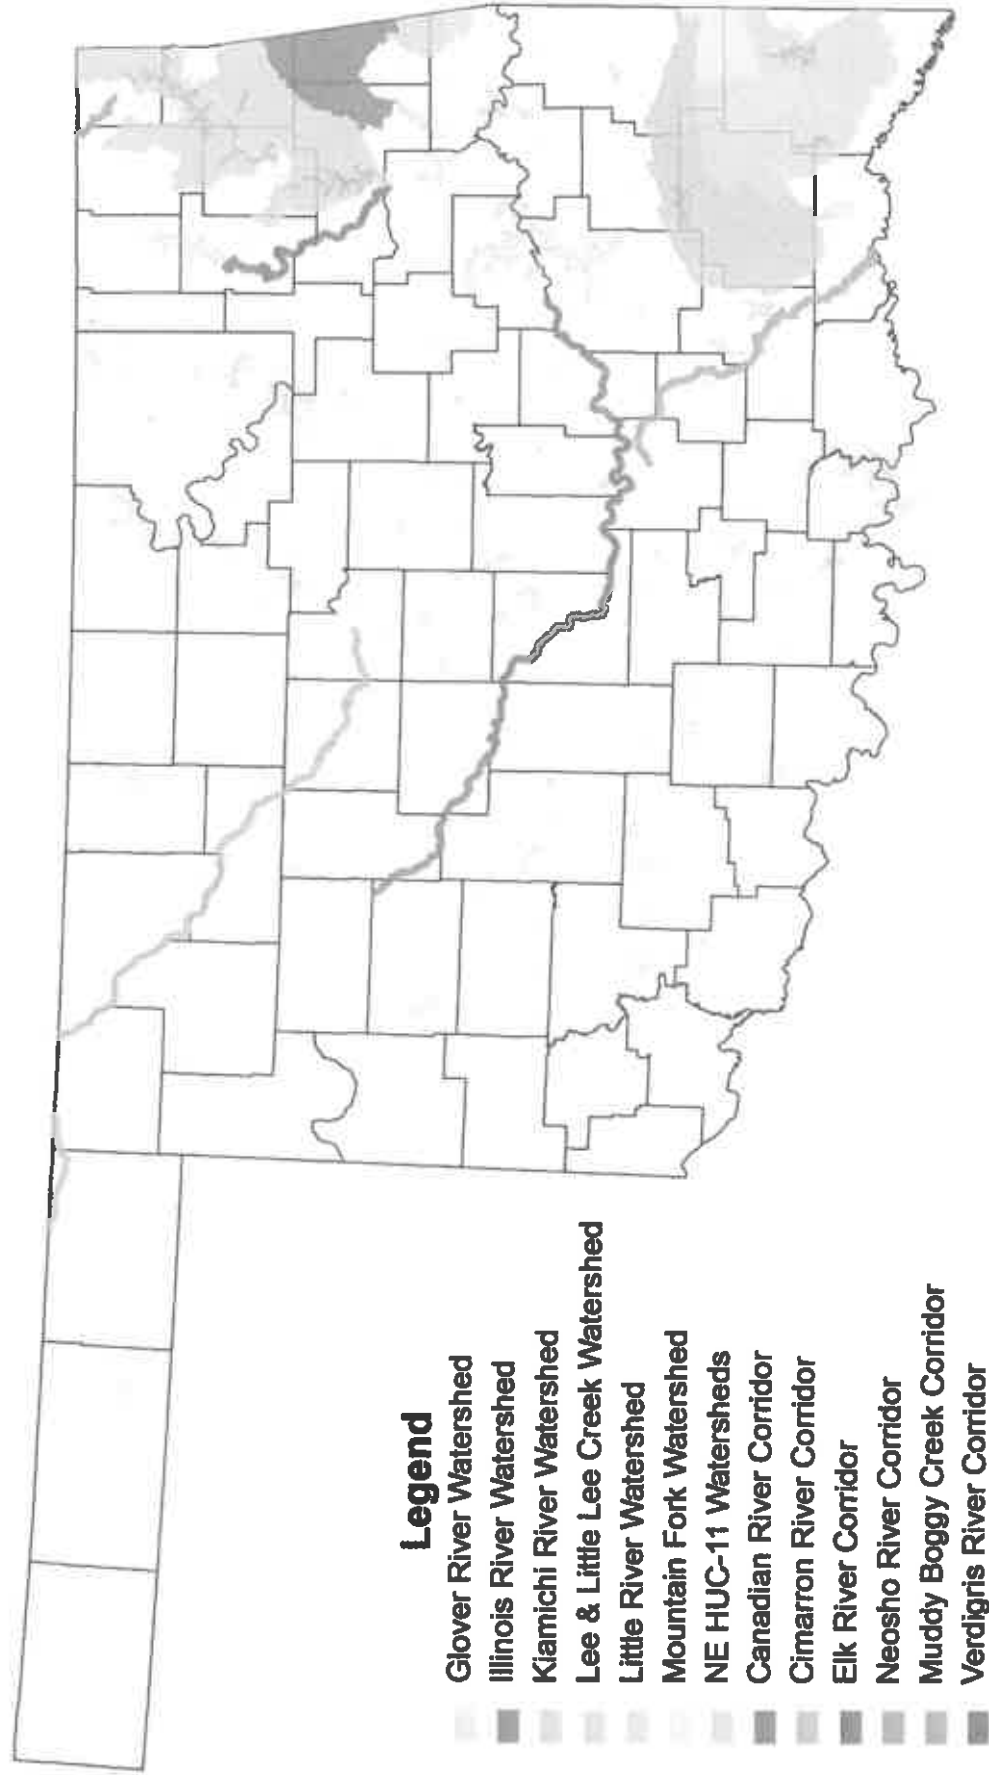 Legend
Glover River Watershed
Illinois River Watershed
Kiamichi River Watershed
Lee & Little Lee Creek Watershed
Little River Watershed
Mountain Fork Watershed
NE HUC-11 Watersheds
Canadian River Corridor
Cimarron River Corridor
Elk River Corridor
Neosho River Corridor
Muddy Boggy Creek Corridor
Verdigris River Corridor